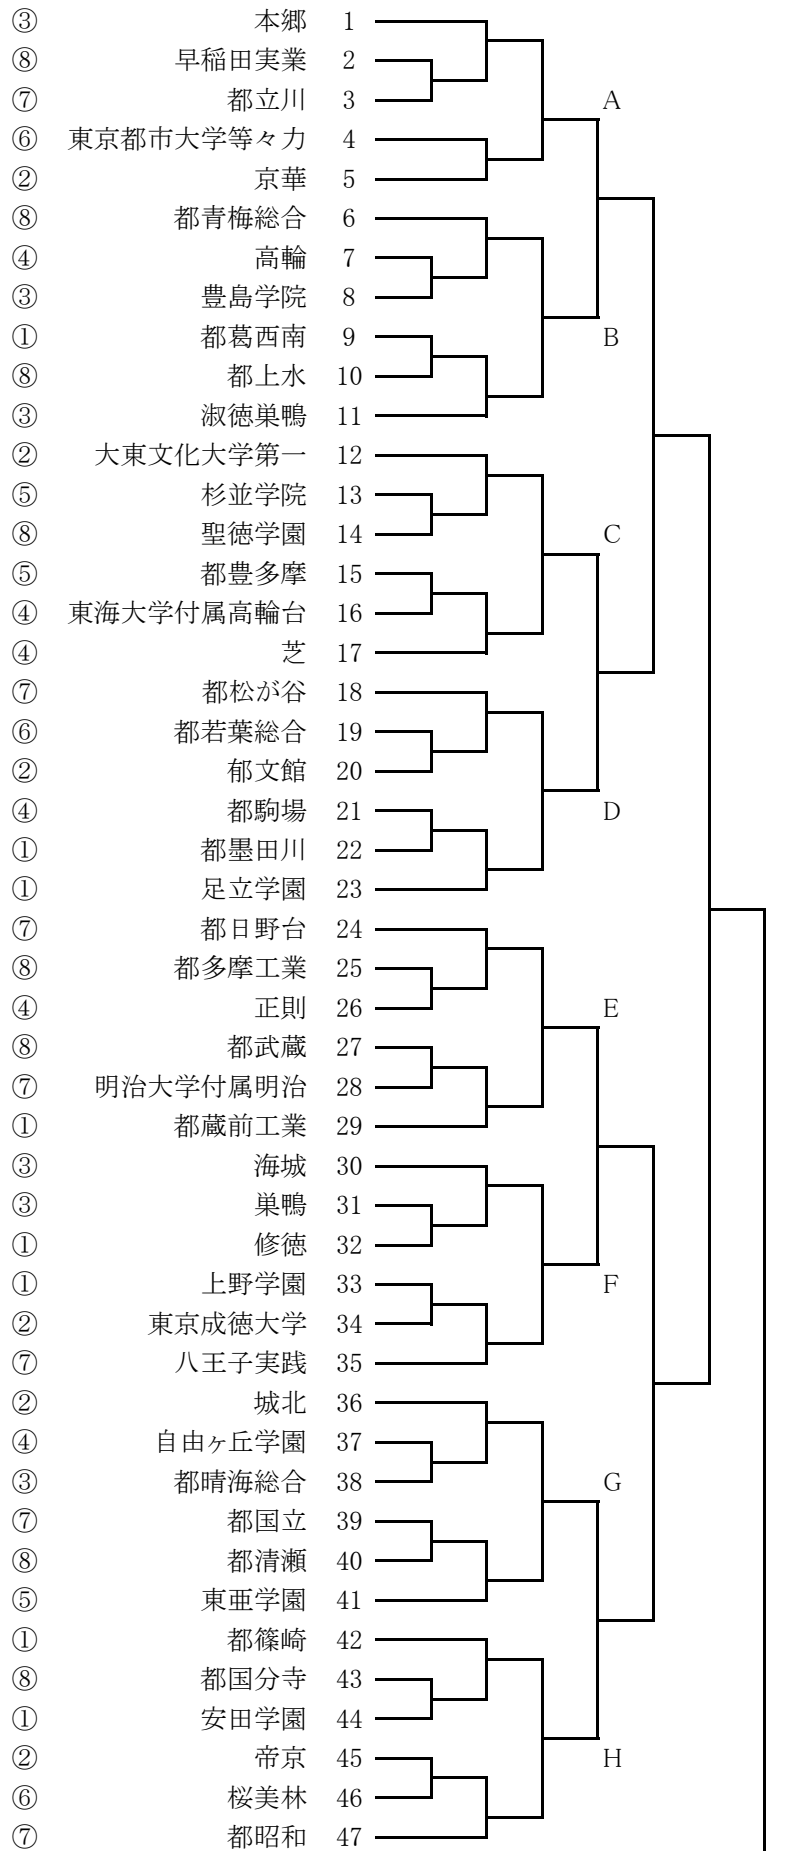 ③ 本郷 1
⑧ 早稲田実業 2
⑦ 都立川 3
A
⑥ 東京都市大学等々力 4
② 京華 5
⑧ 都青梅総合 6
④ 高輪 7
③ 豊島学院 8
① 都葛西南 9
B
⑧ 都上水 10
③ 淑徳巣鴨 11
② 大東文化大学第一 12
⑤ 杉並学院 13
⑧ 聖徳学園 14
C
⑤ 都豊多摩 15
④ 東海大学付属高輪台 16
④ 芝 17
⑦ 都松が谷 18
⑥ 都若葉総合 19
② 郁文館 20
④ 都駒場 21
D
① 都墨田川 22
① 足立学園 23
⑦ 都日野台 24
⑧ 都多摩工業 25
④ 正則 26
E
⑧ 都武蔵 27
⑦ 明治大学付属明治 28
① 都蔵前工業 29
③ 海城 30
③ 巣鴨 31
① 修徳 32
① 上野学園 33
F
② 東京成徳大学 34
⑦ 八王子実践 35
② 城北 36
④ 自由ヶ丘学園 37
③ 都晴海総合 38
G
⑦ 都国立 39
⑧ 都清瀬 40
⑤ 東亜学園 41
① 都篠崎 42
⑧ 都国分寺 43
① 安田学園 44
② 帝京 45
H
⑥ 桜美林 46
⑦ 都昭和 47